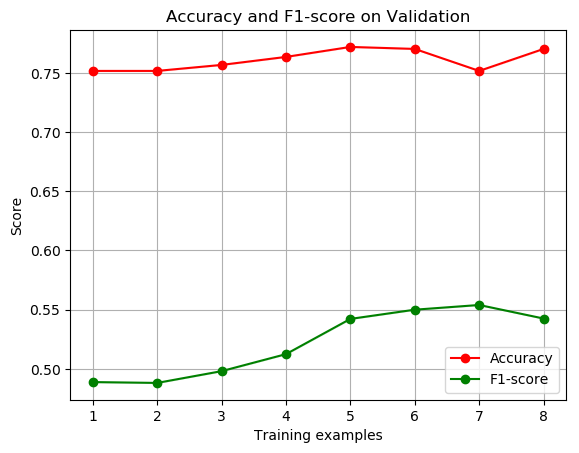 Accuracy and F1-score on Validation
Score
0.75
0.70
0.65
0.60
0.55
0.50
Accuracy
F1-score
1 2 3 4 5 6 7 8
Training examples